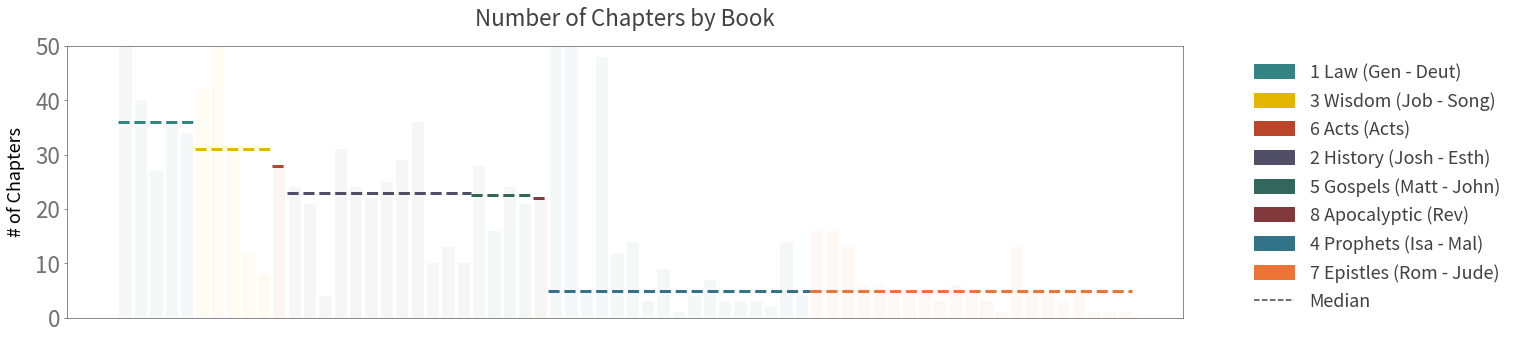 Number of Chapters by Book
# of Chapters
50
40
30
20
10
0
1 Law (Gen - Deut)
3 Wisdom (Job - Song)
6 Acts (Acts)
2 History (Josh - Esth)
5 Gospels (Matt - John)
8 Apocalyptic (Rev)
4 Prophets (Isa - Mal)
7 Epistles (Rom - Jude)
Median